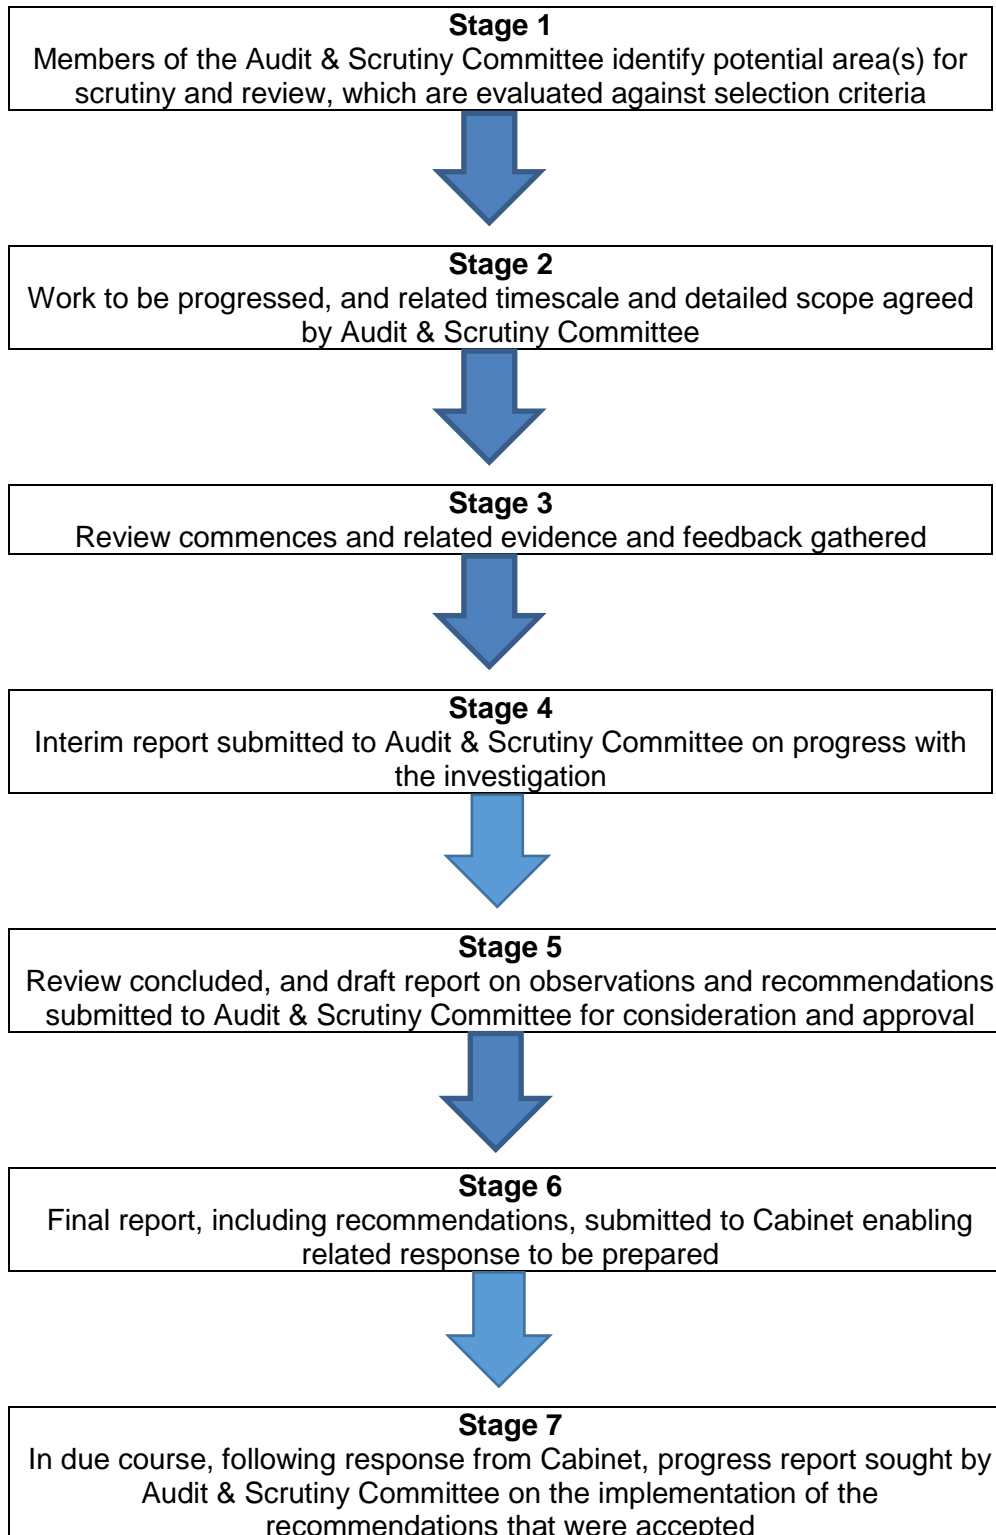 Stage 1
Members of the Audit & Scrutiny Committee identify potential area(s) for
scrutiny and review, which are evaluated against selection criteria
Stage 2
Work to be progressed, and related timescale and detailed scope agreed
by Audit & Scrutiny Committee
Stage 3
Review commences and related evidence and feedback gathered
Stage 4
Interim report submitted to Audit & Scrutiny Committee on progress with
the investigation
Stage 5
Review concluded, and draft report on observations and recommendations
submitted to Audit & Scrutiny Committee for consideration and approval
Stage 6
Final report, including recommendations, submitted to Cabinet enabling
related response to be prepared
Stage 7
In due course, following response from Cabinet, progress report sought by
Audit & Scrutiny Committee on the implementation of the
recommendations that were accepted